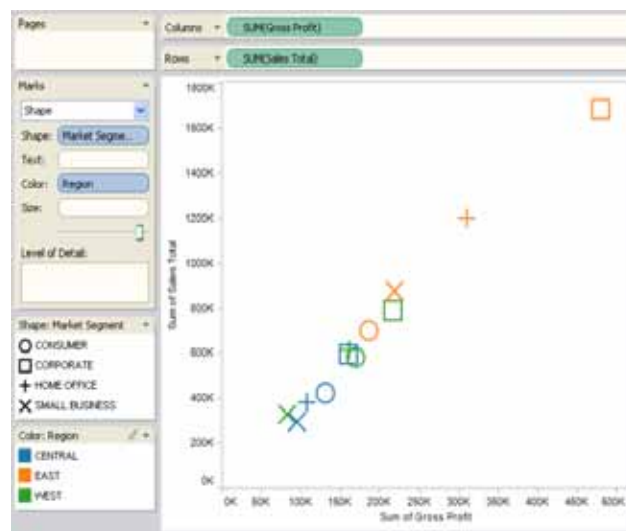 Pages
Columns SUM(Gross Profit)
Rows SUM(Sales Total)
Marks
Shape
Shape: Market Segme...
Text:
Color: Region
Size:
Level of Detail:
Shape: Market Segment
CONSUMER
CORPORATE
HOME OFFICE
SMALL BUSINESS
Color: Region
CENTRAL
EAST
WEST
Sum of Sales Total
1800K
1600K
1400K
1200K
1000K
800K
600K
400K
200K
0K
0K 50K 100K 150K 200K 250K 300K 350K 400K 450K 500K
Sum of Gross Profit